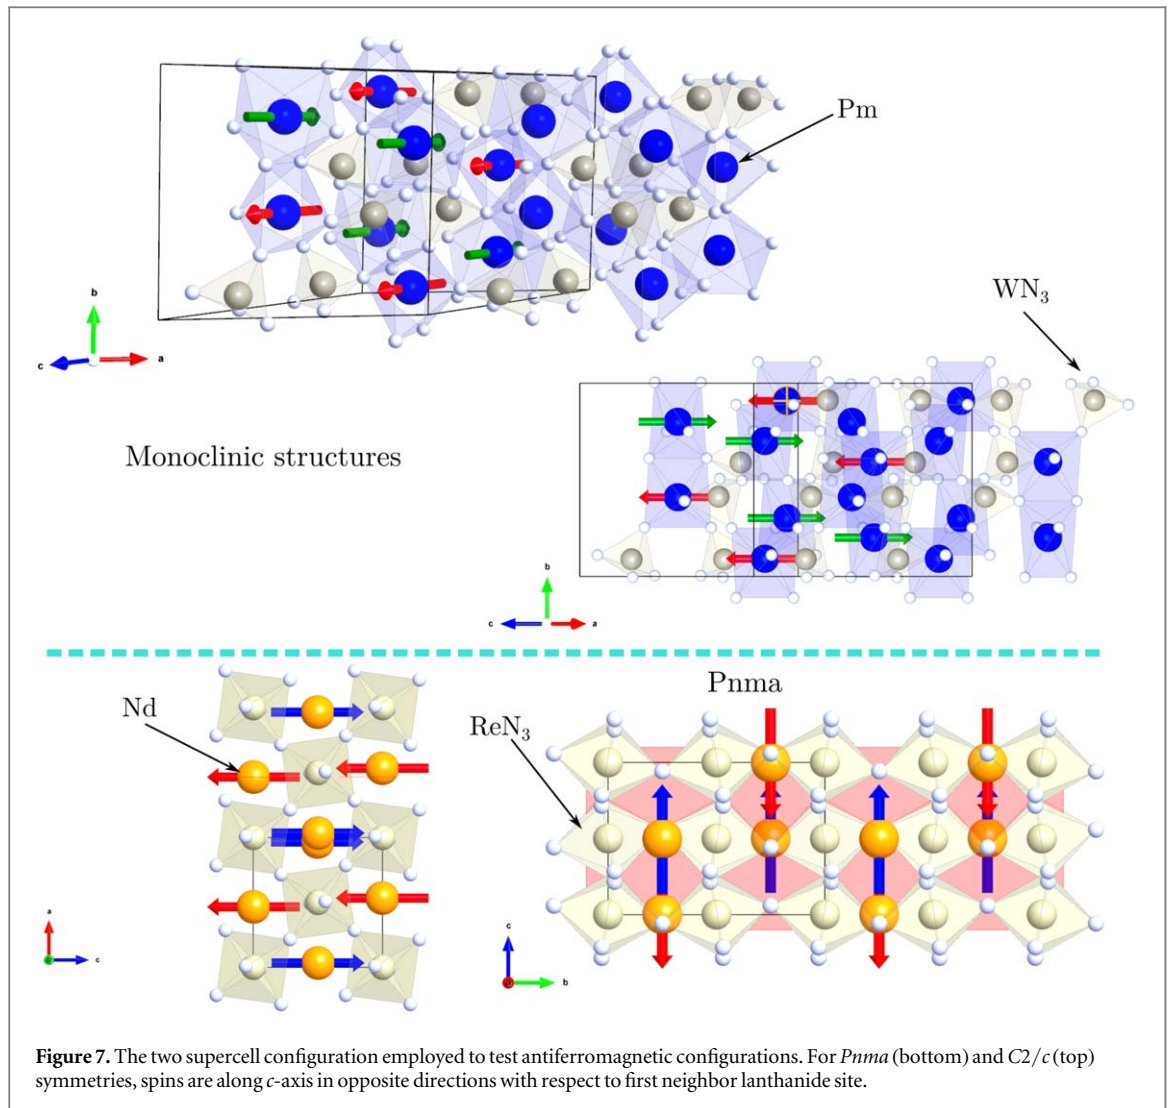 Pm
b
c
a
WN₃
Monoclinic structures
b
c
a
Pnma
Nd
ReN₃
a
c
c
a
b
Figure 7. The two supercell configuration employed to test antiferromagnetic configurations. For Pnma (bottom) and C2/c (top)
symmetries, spins are along c-axis in opposite directions with respect to first neighbor lanthanide site.